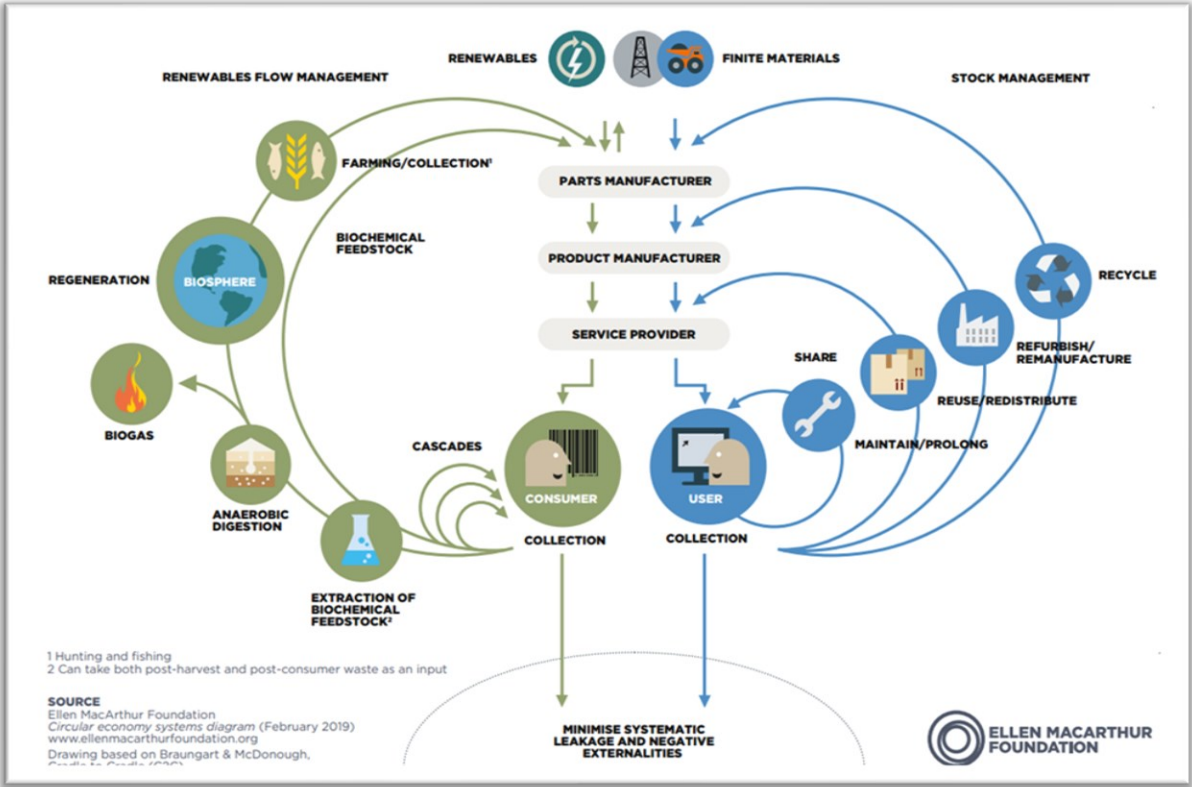 RENEWABLES
FINITE MATERIALS
RENEWABLES FLOW MANAGEMENT
STOCK MANAGEMENT
FARMING/COLLECTION¹
PARTS MANUFACTURER
BIOCHEMICAL
FEEDSTOCK
PRODUCT MANUFACTURER
REGENERATION
BIOSPHERE
RECYCLE
SERVICE PROVIDER
SHARE
REFURBISH/
REMANUFACTURE
REUSE/REDISTRIBUTE
BIOGAS
CASCADES
MAINTAIN/PROLONG
CONSUMER
USER
ANAEROBIC
DIGESTION
COLLECTION
COLLECTION
EXTRACTION OF
BIOCHEMICAL
FEEDSTOCK²
1 Hunting and fishing
2 Can take both post-harvest and post-consumer waste as an input
SOURCE
Ellen MacArthur Foundation
Circular economy systems diagram (February 2019)
www.ellenmacarthurfoundation.org
Drawing based on Braungart & McDonough,
Cradle to Cradle (C2C)
MINIMISE SYSTEMATIC
LEAKAGE AND NEGATIVE
EXTERNALITIES
ELLEN MACARTHUR
FOUNDATION